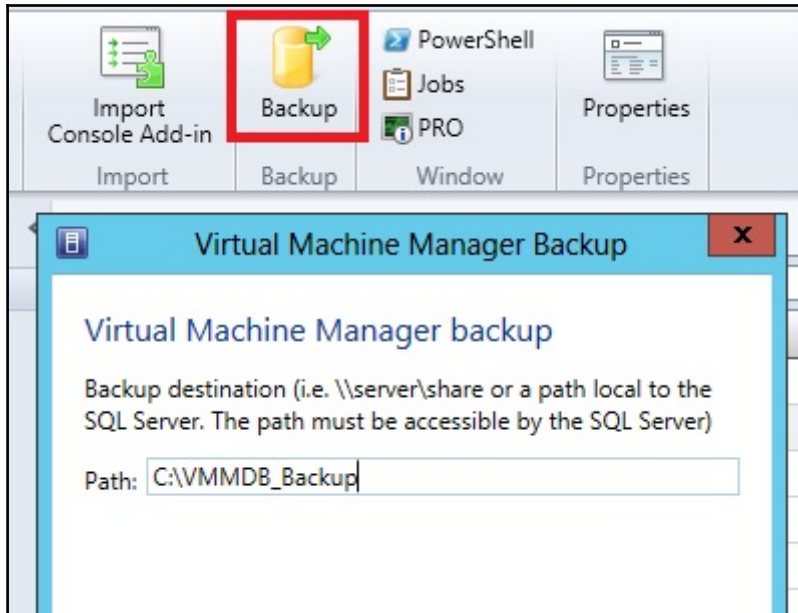 Import
Console Add-in
Import
Backup
Backup
PowerShell
Jobs
PRO
Window
Properties
Properties
Virtual Machine Manager Backup
x
Virtual Machine Manager backup
Backup destination (i.e. \\server\share or a path local to the
SQL Server. The path must be accessible by the SQL Server)
Path: C:\VMMDB_Backup